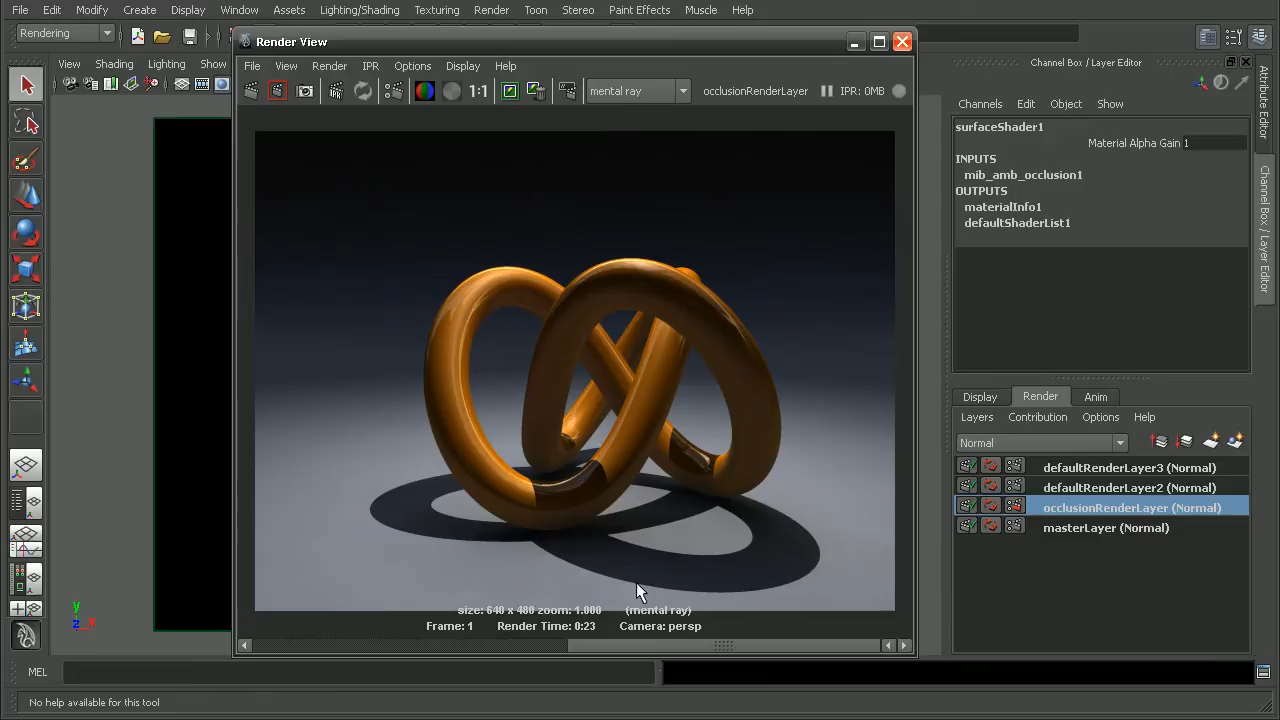 File Edit Modify Create Display Window Assets Lighting/Shading Texturing Render Toon Stereo Paint Effects Muscle Help
Rendering
Render View
Channel Box / Layer Editor
View Shading Lighting Show
File View Render IPR Options Display Help
1:1 mental ray occlusionRenderLayer IPR: 0MB
Channels Edit Object Show
surfaceShader1
Material Alpha Gain 1
INPUTS
mib_amb_occlusion1
OUTPUTS
materialInfo1
defaultShaderList1
Attribute Editor
Channel Box / Layer Editor
Display Render Anim
Layers Contribution Options Help
Normal
defaultRenderLayer3 (Normal)
defaultRenderLayer2 (Normal)
occlusionRenderLayer (Normal)
masterLayer (Normal)
size: 640 x 480 zoom: 1.000 (mental ray)
Frame: 1 Render Time: 0:23 Camera: persp
y
z x
MEL
No help available for this tool